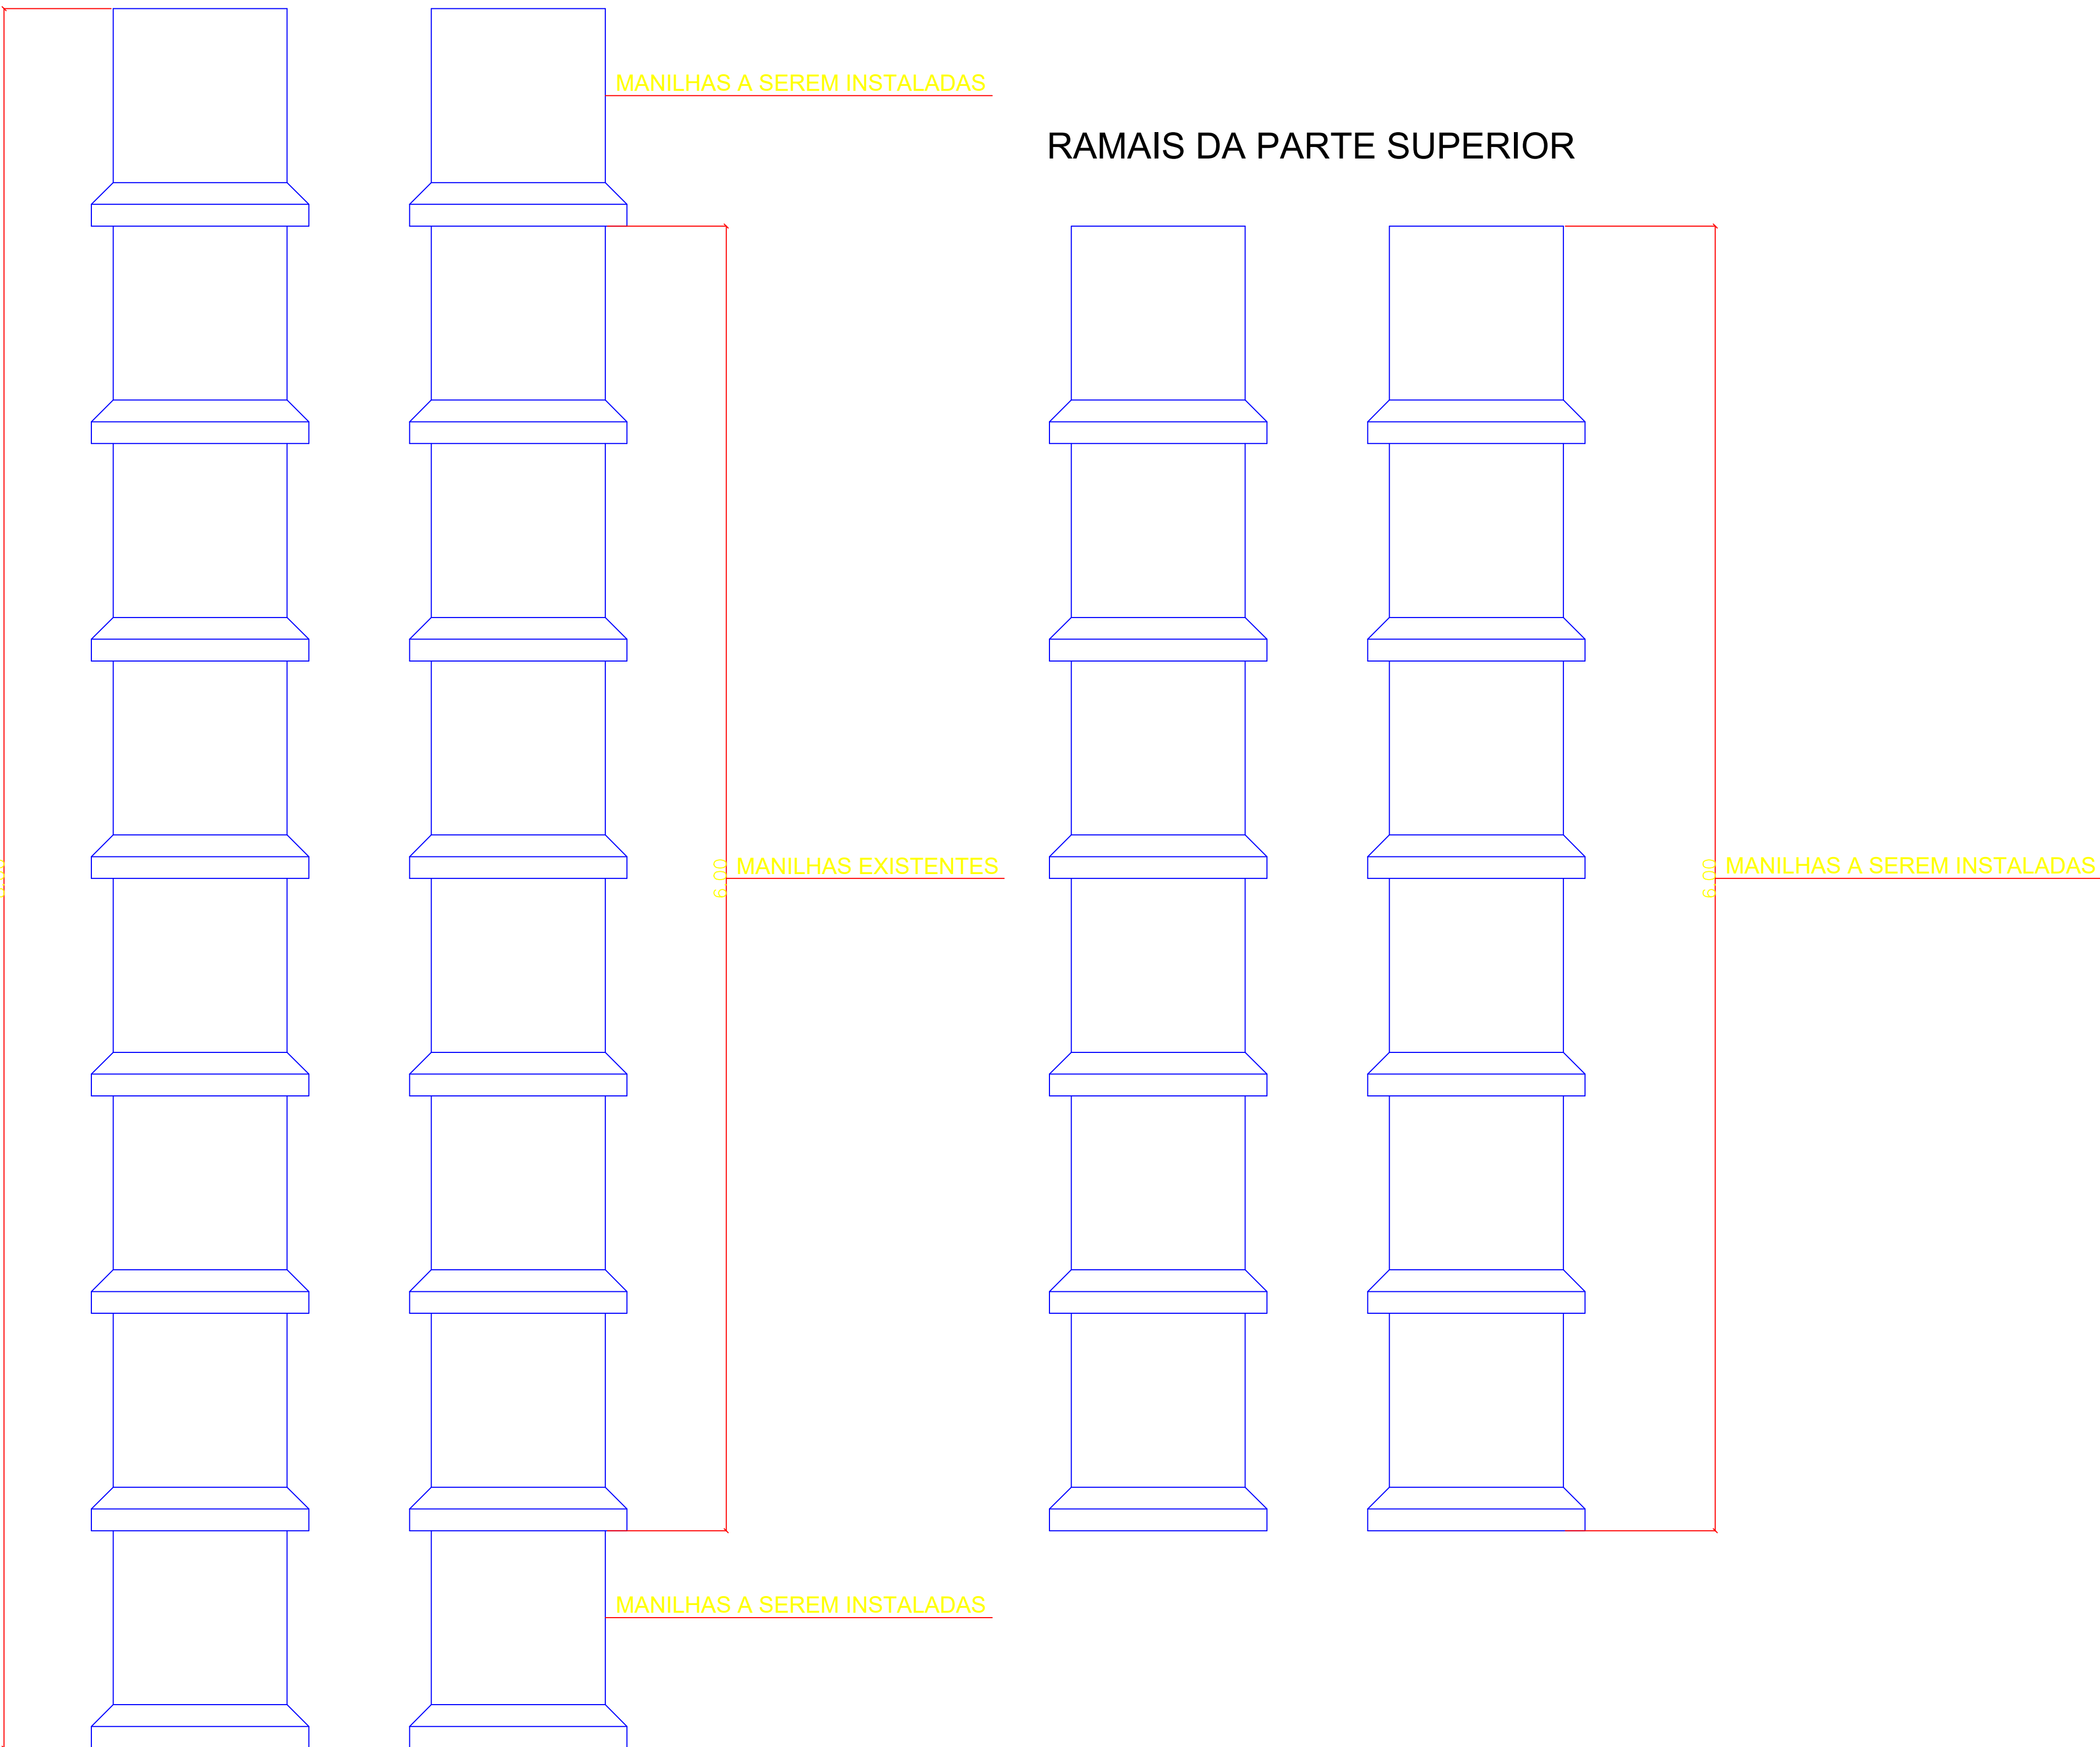 MANILHAS A SEREM INSTALADAS
RAMAIS DA PARTE SUPERIOR
6.00
MANILHAS EXISTENTES
6.00
MANILHAS A SEREM INSTALADAS
MANILHAS A SEREM INSTALADAS